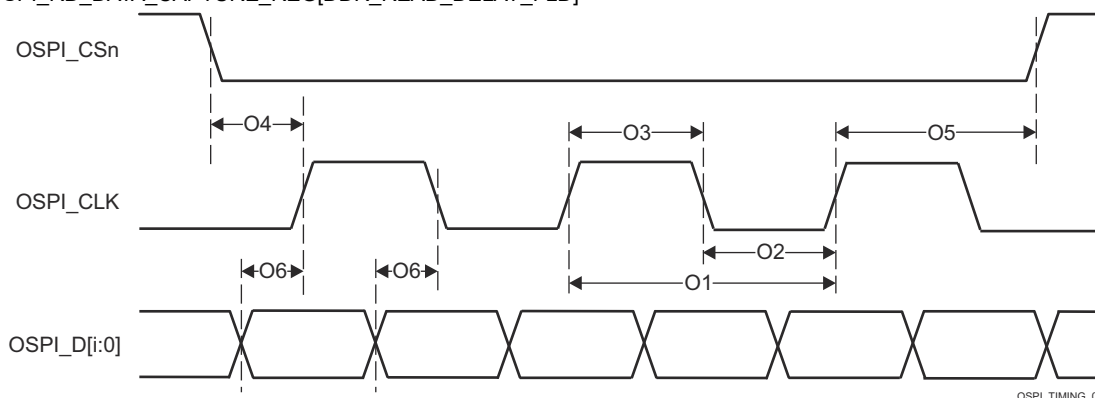 OSPI_CSn
O4
O3
O5
OSPI_CLK
O2
O6
O6
O1
OSPI_D[i:0]